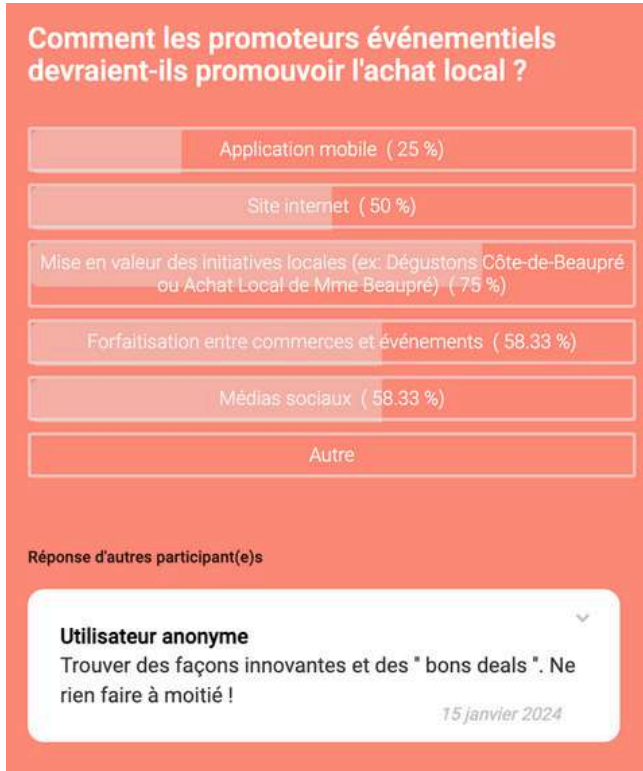 Comment les promoteurs événementiels
devraient-ils promouvoir l'achat local ?
Application mobile ( 25 %)
Site internet ( 50 %)
Mise en valeur des initiatives locales (ex: Dégustons Côte-de-Beaupré
ou Achat Local de Mme Beaupré) ( 75 %)
Forfaitisation entre commerces et événements ( 58.33 %)
Médias sociaux ( 58.33 %)
Autre
Réponse d'autres participant(e)s
Utilisateur anonyme
Trouver des façons innovantes et des " bons deals ". Ne
rien faire à moitié !
15 janvier 2024